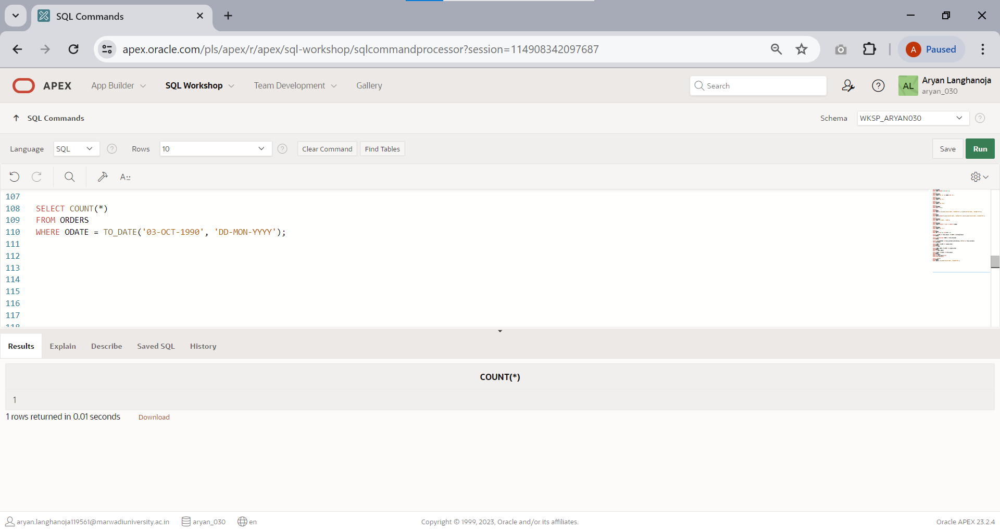 SQL Commands
apex.oracle.com/pls/apex/r/apex/sql-workshop/sqlcommandprocessor?session=114908342097687
A Paused
APEX App Builder SQL Workshop Team Development Gallery
Search
AL Aryan Langhanoja
aryan_030
SQL Commands
Schema WKSP_ARYAN030
Language SQL Rows 10 Clear Command Find Tables Save Run
107
108 SELECT COUNT(*)
109 FROM ORDERS
110 WHERE ODATE = TO_DATE('03-OCT-1990', 'DD-MON-YYYY');
111
112
113
114
115
116
117
118
Results Explain Describe Saved SQL History
COUNT(*)
1
1 rows returned in 0.01 seconds Download
aryan.langhanoja119561@marwadiuniversity.ac.in aryan_030 en Copyright © 1999, 2023, Oracle and/or its affiliates. Oracle APEX 23.2.4